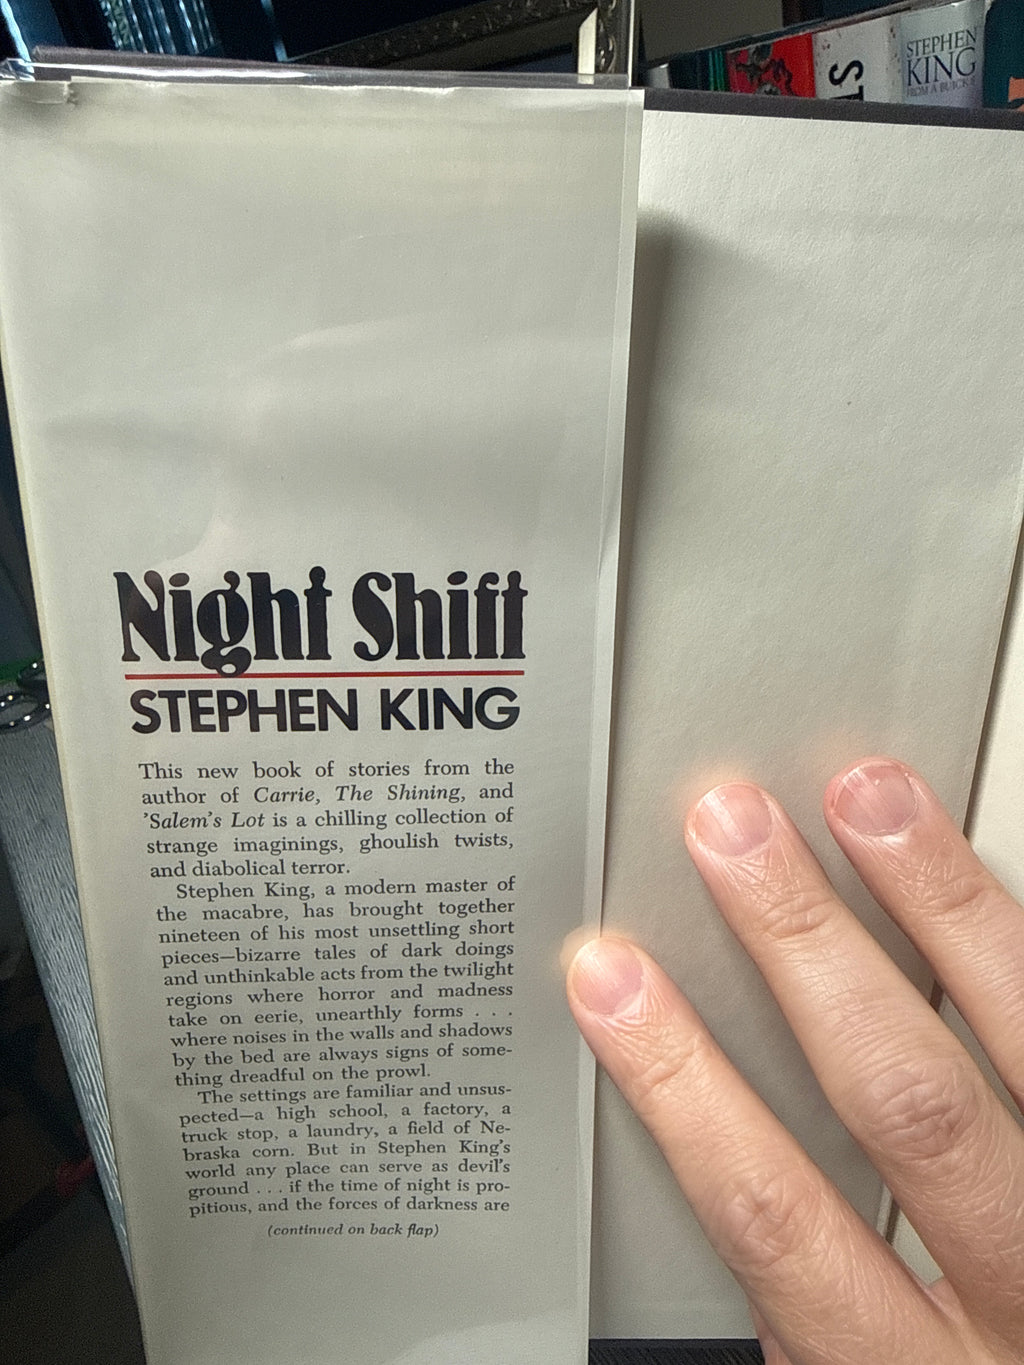 STEPHEN
KING
FROM A BUICK 8
Night Shift
STEPHEN KING
This new book of stories from the
author of Carrie, The Shining, and
'Salem's Lot is a chilling collection of
strange imaginings, ghoulish twists,
and diabolical terror.
Stephen King, a modern master of
the macabre, has brought together
nineteen of his most unsettling short
pieces—bizarre tales of dark doings
and unthinkable acts from the twilight
regions where horror and madness
take on eerie, unearthly forms . . .
where noises in the walls and shadows
by the bed are always signs of some-
thing dreadful on the prowl.
The settings are familiar and unsus-
pected—a high school, a factory, a
truck stop, a laundry, a field of Ne-
braska corn. But in Stephen King's
world any place can serve as devil's
ground . . . if the time of night is pro-
pitious, and the forces of darkness are
(continued on back flap)